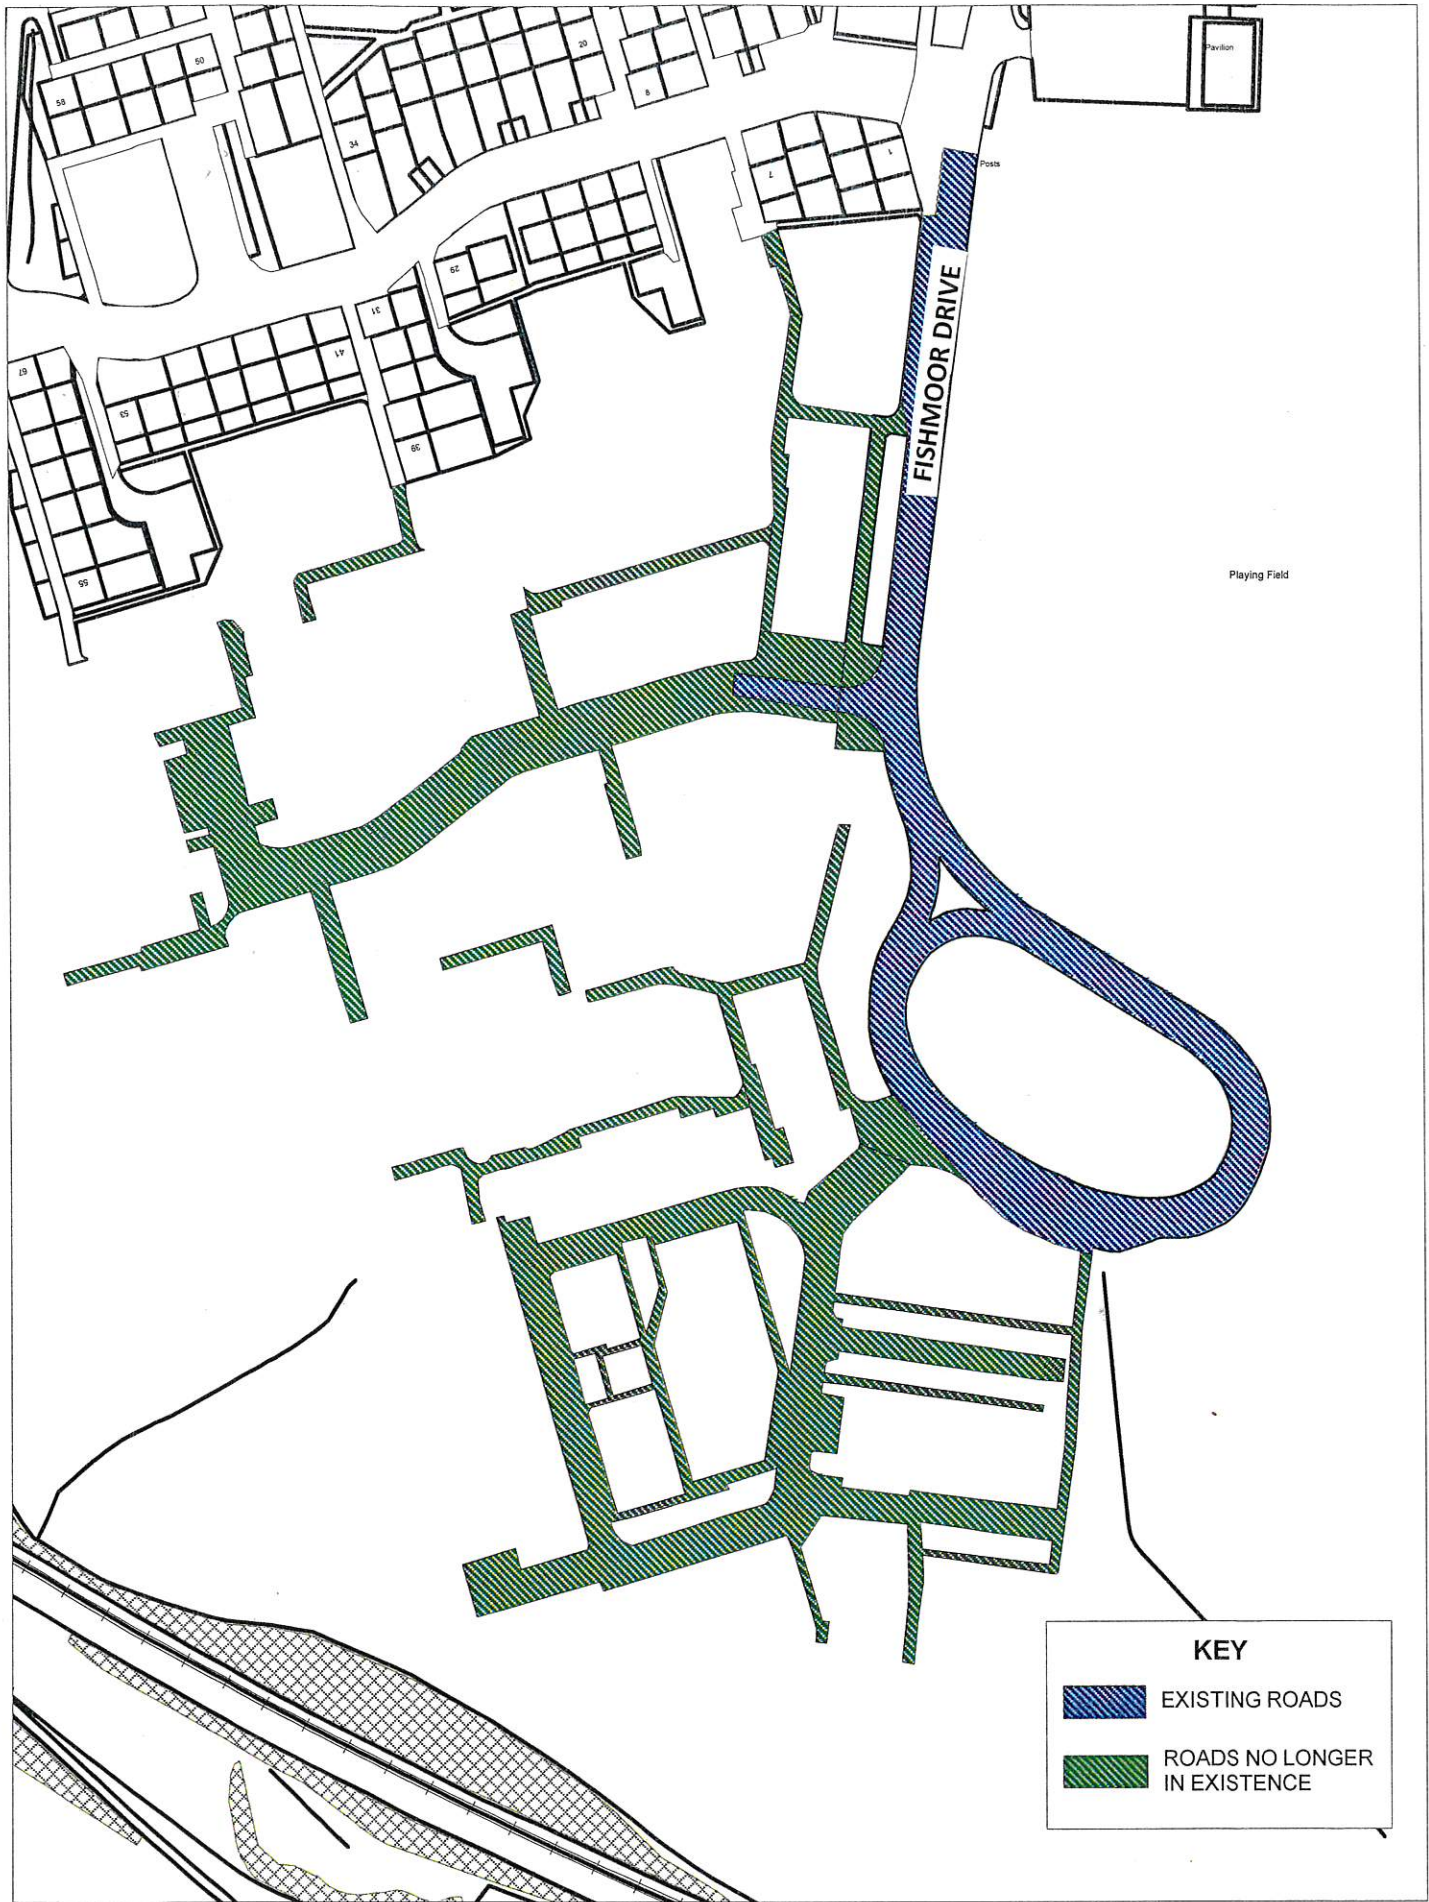 Pavilion
50
20
58
8
34
1
7
Posts
29
31
41
67
53
39
55
FISHMOOR DRIVE
Playing Field
KEY
EXISTING ROADS
ROADS NO LONGER
IN EXISTENCE